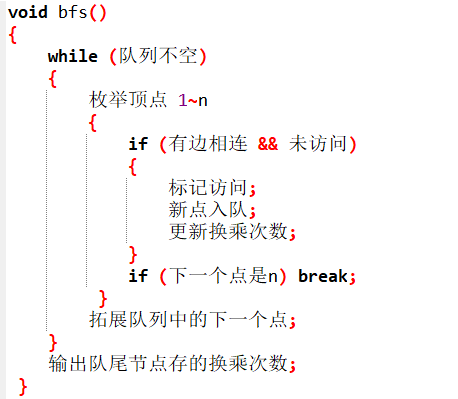 void bfs()
{
while (队列不空)
{
枚举顶点 1~n
{
if (有边相连 && 未访问)
{
标记访问;
新点入队;
更新换乘次数;
}
if (下一个点是n) break;
}
拓展队列中的下一个点;
}
输出队尾节点存的换乘次数;
}